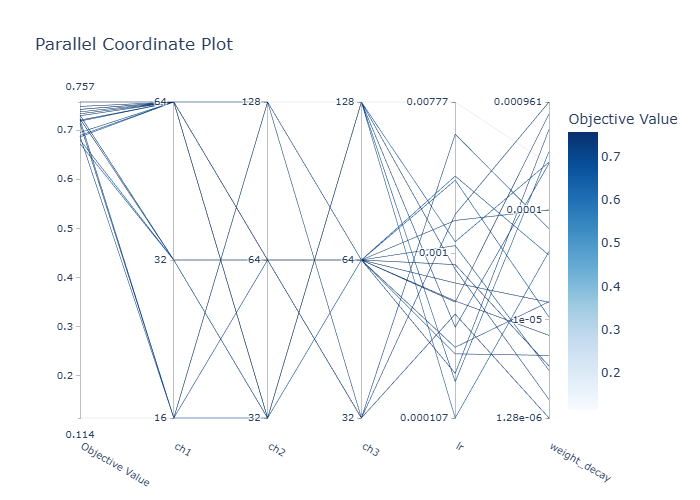 Parallel Coordinate Plot
0.757
0.7
0.6
0.5
0.4
0.3
0.2
0.114
Objective Value
64
32
16
ch1
128
64
32
ch2
128
64
32
ch3
0.00777
0.001
0.000107
lr
0.000961
0.0001
1e-05
1.28e-06
weight_decay
Objective Value
0.7
0.6
0.5
0.4
0.3
0.2